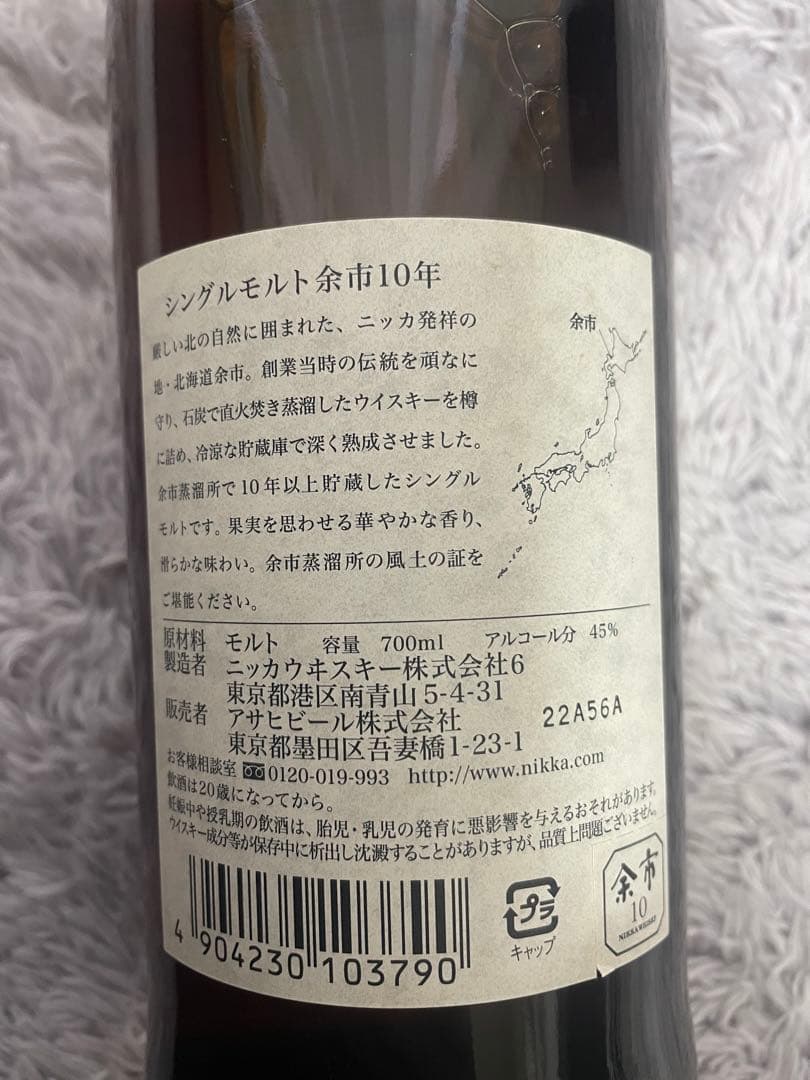 シングルモルト余市10年
厳しい北の自然に囲まれた、ニッカ発祥の
地・北海道余市。創業当時の伝統を頑なに
守り、石炭で直火焚き蒸溜したウイスキーを樽
に詰め、冷涼な貯蔵庫で深く熟成させました。
余市蒸溜所で10年以上貯蔵したシングル
モルトです。果実を思わせる華やかな香り、
滑らかな味わい。余市蒸溜所の風土の証を
ご堪能ください。
余市
原材料 モルト 容量 700ml アルコール分 45%
製造者 ニッカウヰスキー株式会社6
東京都港区南青山5-4-31
販売者 アサヒビール株式会社 22A56A
東京都墨田区吾妻橋1-23-1
お客様相談室 0120-019-993 http://www.nikka.com
飲酒は20歳になってから。
妊娠中や授乳期の飲酒は、胎児・乳児の発育に悪影響を与えるおそれがあります。
ウイスキー成分等が保存中に析出し沈澱することがありますが、品質上問題ございません。
4 904230 103790
プラ
キャップ
余市
10
NIKKA WHISKY